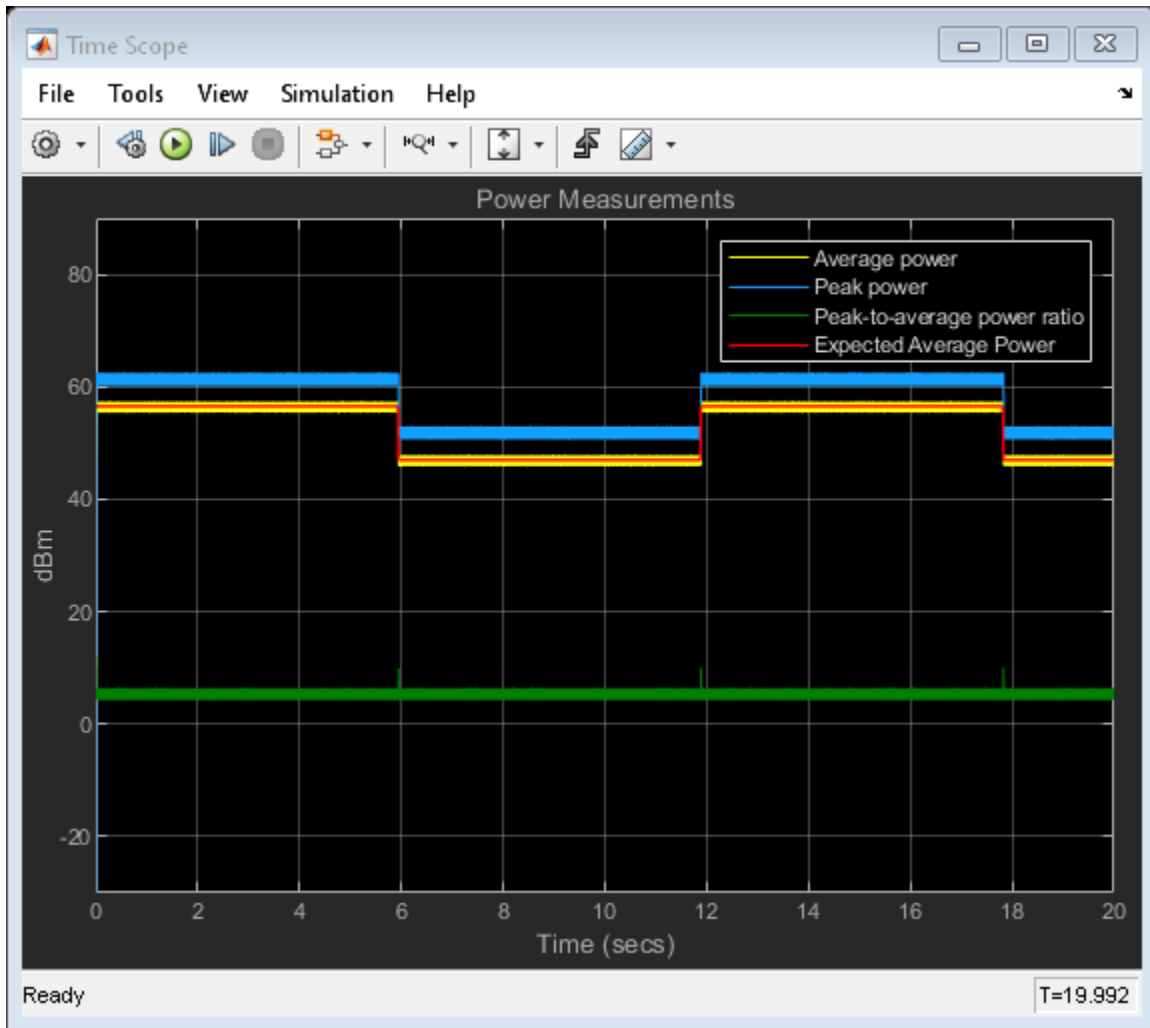 Time Scope
File Tools View Simulation Help
Power Measurements
Average power
Peak power
Peak-to-average power ratio
Expected Average Power
80
60
40
20
0
-20
dBm
0 2 4 6 8 10 12 14 16 18 20
Time (secs)
Ready T=19.992